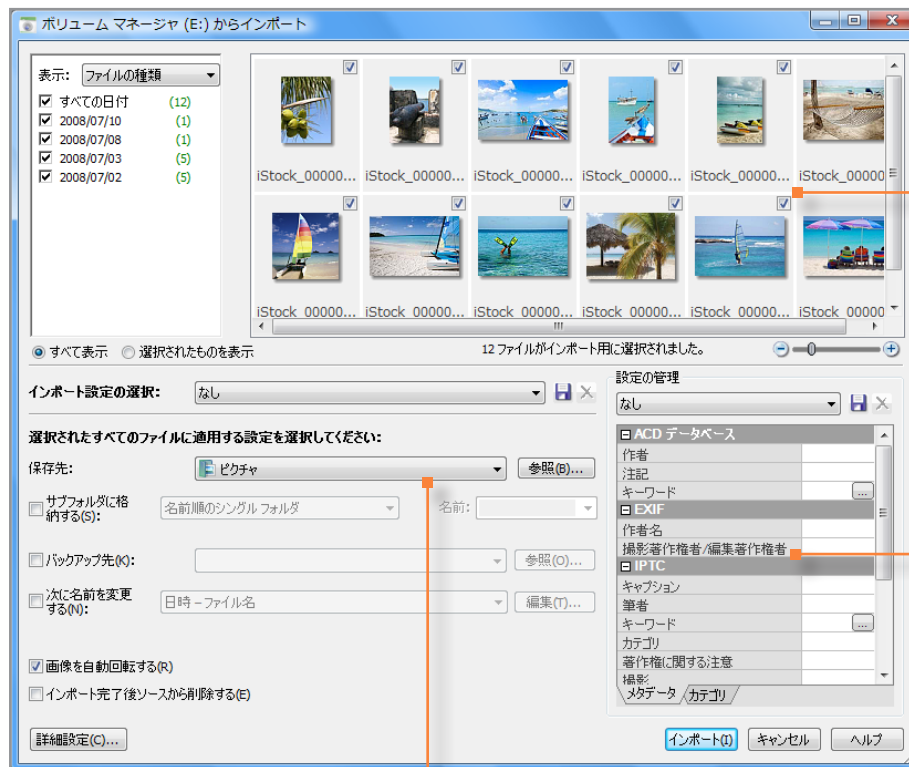 ボリューム マネージャ (E:) からインポート
表示: ファイルの種類
すべての日付 (12)
2008/07/10 (1)
2008/07/08 (1)
2008/07/03 (5)
2008/07/02 (5)
iStock_00000... iStock_00000... iStock_00000... iStock_00000... iStock_00000... iStock_00000
iStock_00000... iStock_00000... iStock_00000... iStock_00000... iStock_00000... iStock_00000
すべて表示 選択されたものを表示
12 ファイルがインポート用に選択されました。
インポート設定の選択: なし
選択されたすべてのファイルに適用する設定を選択してください:
保存先: ピクチャ 参照(B)...
サブフォルダに格
納する(S): 名前順のシングル フォルダ 名前:
バックアップ先(K): 参照(O)...
次に名前を変更
する(N): 日時 – ファイル名 編集(T)...
画像を自動回転する(R)
インポート完了後ソースから削除する(E)
詳細設定(C)...
設定の管理
なし
ACD データベース
作者
注記
キーワード ...
EXIF
作者名
撮影著作権者/編集著作権者
IPTC
キャプション
筆者
キーワード ...
カテゴリ
著作権に関する注意
撮影
メタデータ カテゴリ
インポート(I) キャンセル ヘルプ